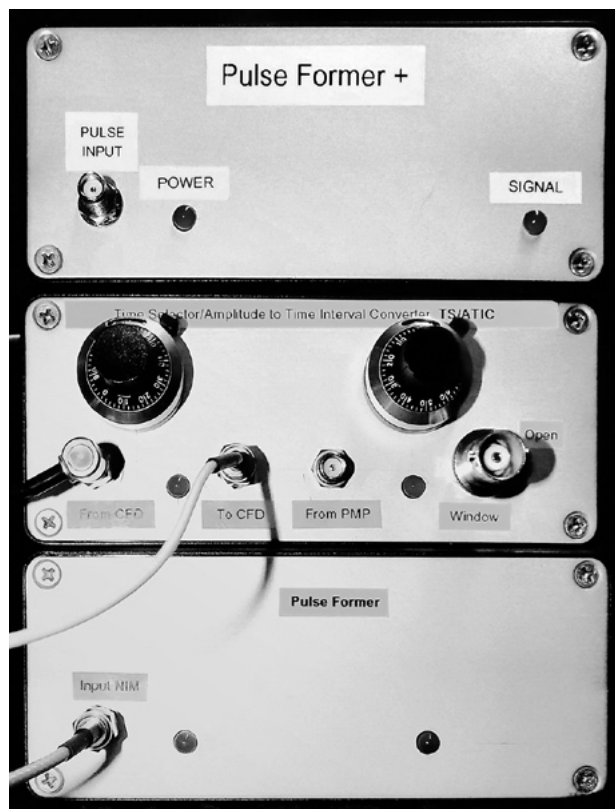 Pulse Former +
PULSE
INPUT
POWER
SIGNAL
Time Selector/Amplitude to Time Interval Converter TS/ATIC
Open
From CFD
To CFD
From PMP
Window
Pulse Former
Input NIM